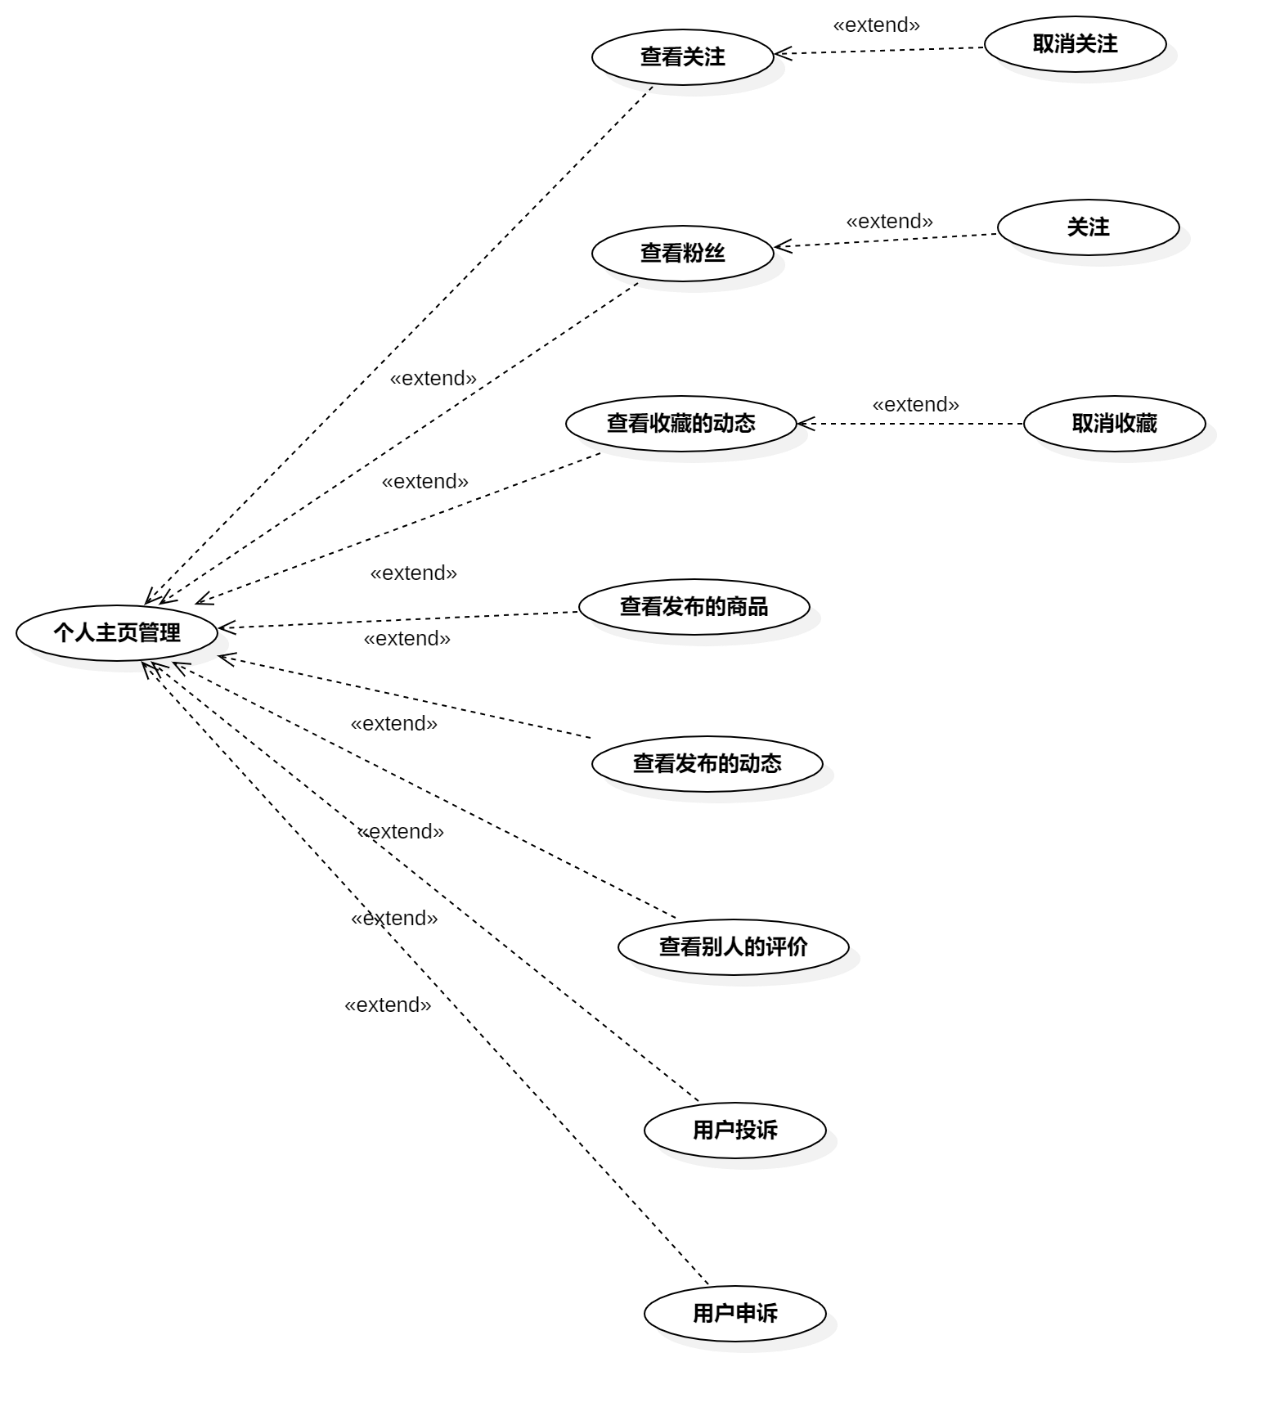 «extend»
取消关注
查看关注
«extend»
关注
查看粉丝
«extend»
«extend»
取消收藏
查看收藏的动态
«extend»
«extend»
查看发布的商品
个人主页管理
«extend»
«extend»
查看发布的动态
«extend»
«extend»
查看别人的评价
«extend»
用户投诉
用户申诉